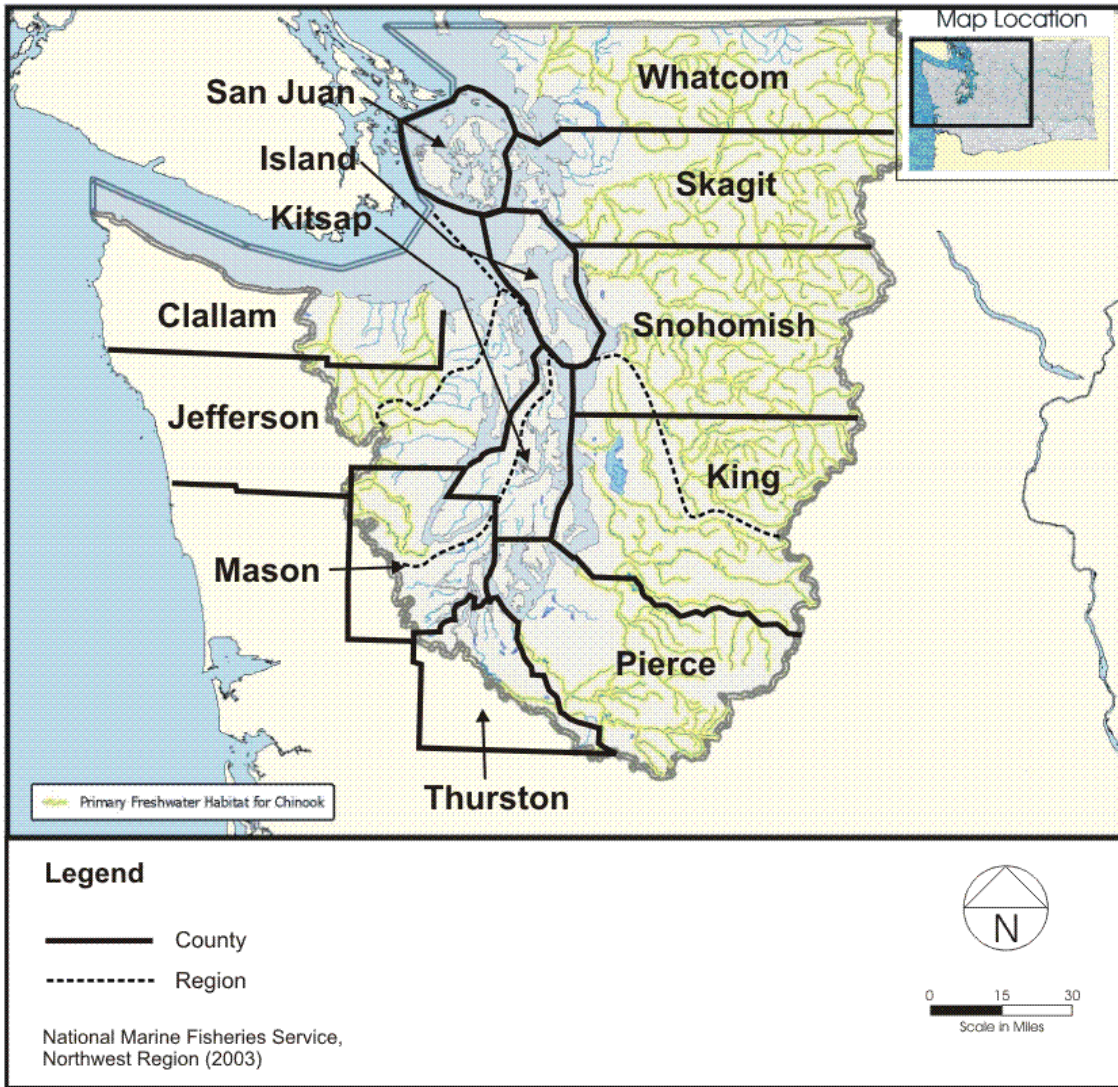 Map Location
Whatcom
San Juan
Island
Skagit
Kitsap
Clallam
Snohomish
Jefferson
King
Mason
Pierce
Thurston
Primary Freshwater Habitat for Chinook
Legend
County
Region
N
0 15 30
Scale in Miles
National Marine Fisheries Service,
Northwest Region (2003)